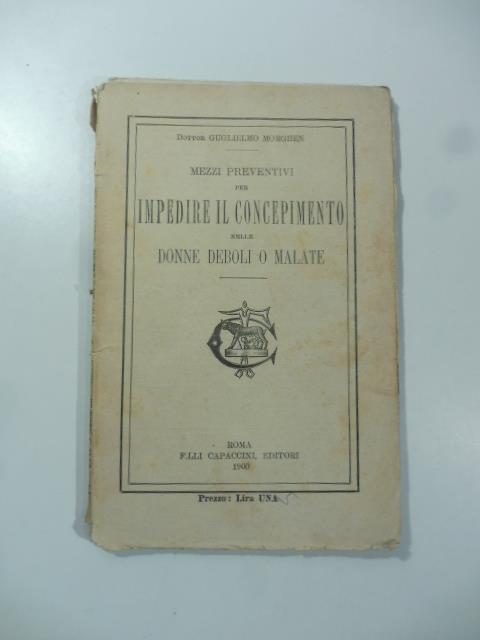 Dottor GUGLIELMO MORGHEN
MEZZI PREVENTIVI
PER
IMPEDIRE IL CONCEPIMENTO
NELLE
DONNE DEBOLI O MALATE
ROMA
F.LLI CAPACCINI, EDITORI
1900
Prezzo: Lira UNA